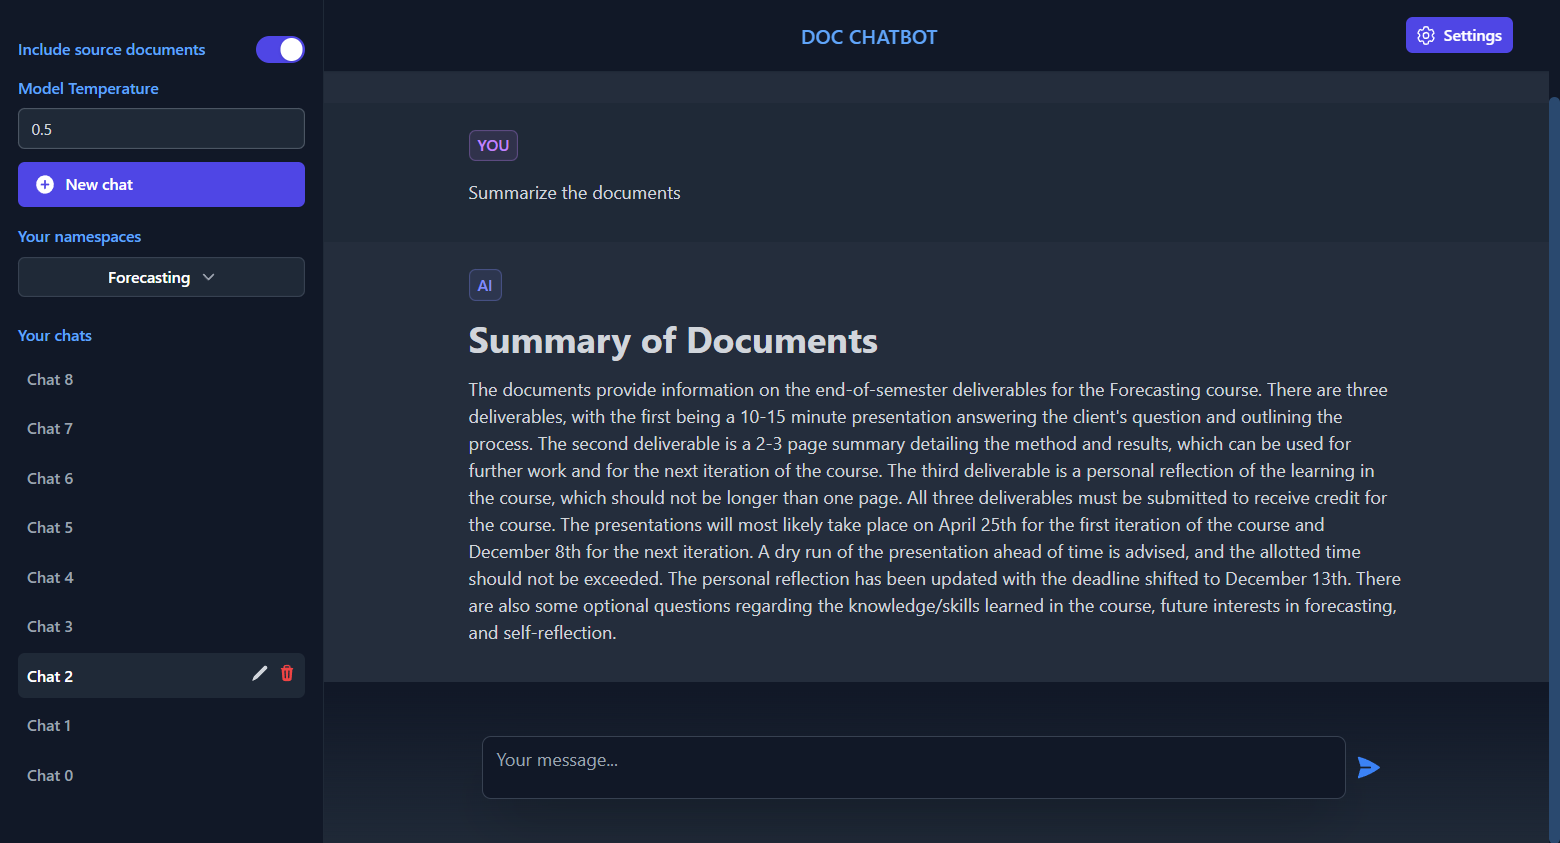 Include source documents
Model Temperature
0.5
New chat
Your namespaces
Forecasting
Your chats
Chat 8
Chat 7
Chat 6
Chat 5
Chat 4
Chat 3
Chat 2
Chat 1
Chat 0
DOC CHATBOT
Settings
YOU
Summarize the documents
AI
Summary of Documents
The documents provide information on the end-of-semester deliverables for the Forecasting course. There are three
deliverables, with the first being a 10-15 minute presentation answering the client's question and outlining the
process. The second deliverable is a 2-3 page summary detailing the method and results, which can be used for
further work and for the next iteration of the course. The third deliverable is a personal reflection of the learning in
the course, which should not be longer than one page. All three deliverables must be submitted to receive credit for
the course. The presentations will most likely take place on April 25th for the first iteration of the course and
December 8th for the next iteration. A dry run of the presentation ahead of time is advised, and the allotted time
should not be exceeded. The personal reflection has been updated with the deadline shifted to December 13th. There
are also some optional questions regarding the knowledge/skills learned in the course, future interests in forecasting,
and self-reflection.
Your message...